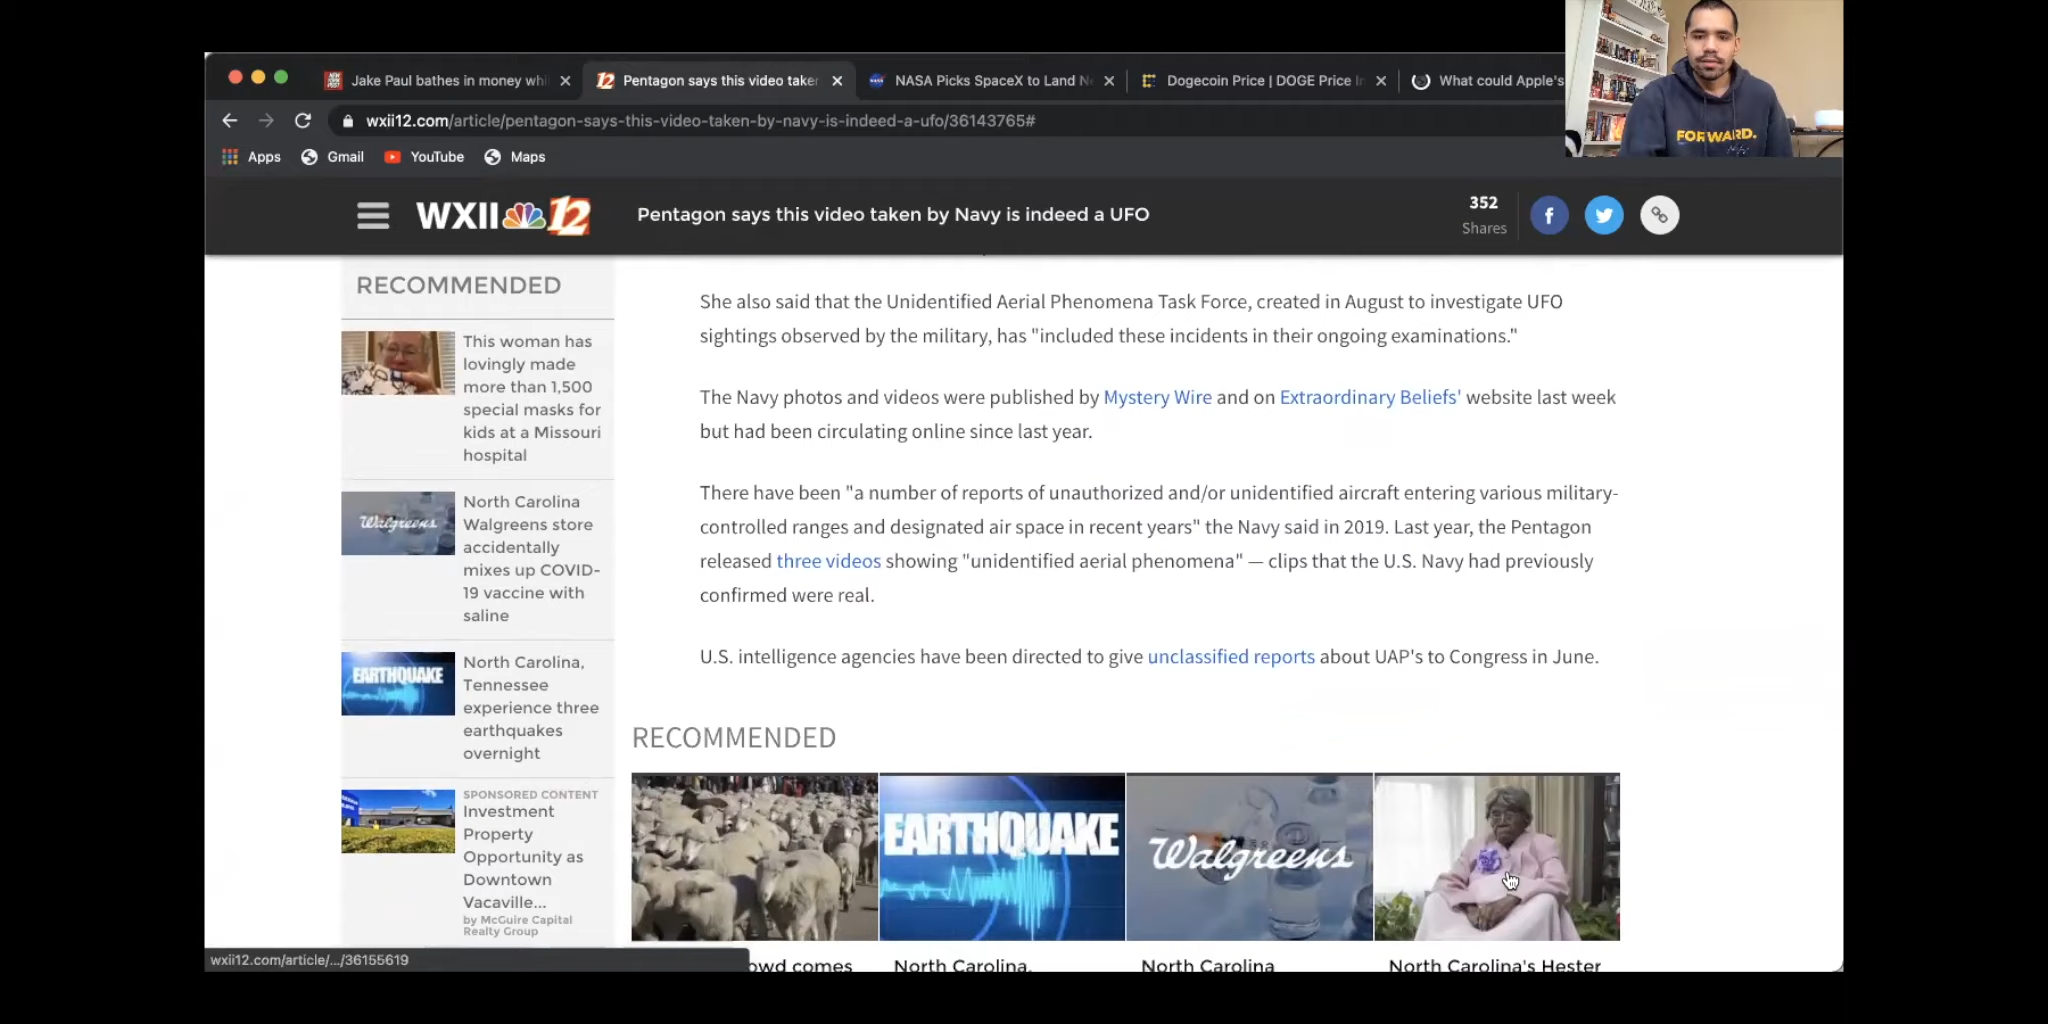 Jake Paul bathes in money whi
Pentagon says this video taken
NASA Picks SpaceX to Land N
Dogecoin Price | DOGE Price In
What could Apple's
wxii12.com/article/pentagon-says-this-video-taken-by-navy-is-indeed-a-ufo/36143765#
Apps
Gmail
YouTube
Maps
FORWARD.
WXII 12
Pentagon says this video taken by Navy is indeed a UFO
352
Shares
RECOMMENDED
This woman has
lovingly made
more than 1,500
special masks for
kids at a Missouri
hospital
Walgreens
North Carolina
Walgreens store
accidentally
mixes up COVID-
19 vaccine with
saline
EARTHQUAKE
North Carolina,
Tennessee
experience three
earthquakes
overnight
SPONSORED CONTENT
Investment
Property
Opportunity as
Downtown
Vacaville...
by McGuire Capital
Realty Group
She also said that the Unidentified Aerial Phenomena Task Force, created in August to investigate UFO
sightings observed by the military, has "included these incidents in their ongoing examinations."
The Navy photos and videos were published by Mystery Wire and on Extraordinary Beliefs' website last week
but had been circulating online since last year.
There have been "a number of reports of unauthorized and/or unidentified aircraft entering various military-
controlled ranges and designated air space in recent years" the Navy said in 2019. Last year, the Pentagon
released three videos showing "unidentified aerial phenomena" — clips that the U.S. Navy had previously
confirmed were real.
U.S. intelligence agencies have been directed to give unclassified reports about UAP's to Congress in June.
RECOMMENDED
EARTHQUAKE
Walgreens
owd comes
North Carolina,
North Carolina
North Carolina's Hester
wxii12.com/article/.../36155619